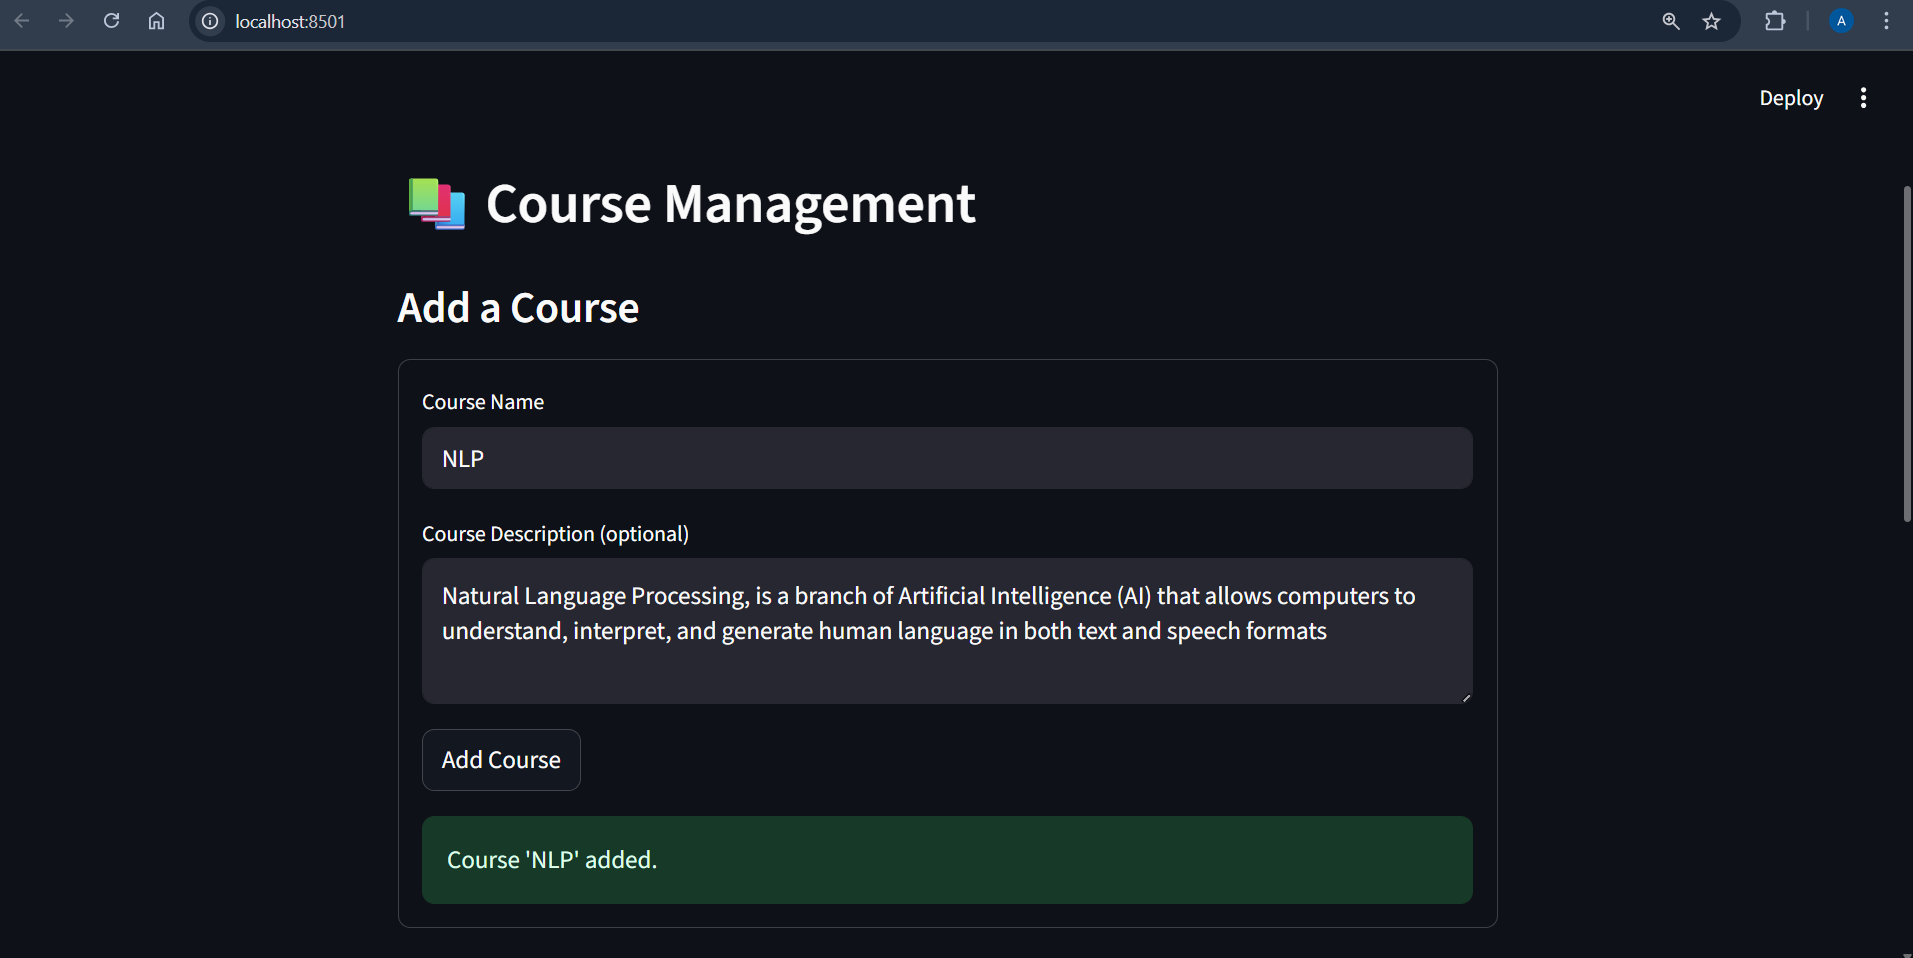 localhost:8501
A
Deploy
Course Management
Add a Course
Course Name
NLP
Course Description (optional)
Natural Language Processing, is a branch of Artificial Intelligence (AI) that allows computers to
understand, interpret, and generate human language in both text and speech formats
Add Course
Course 'NLP' added.